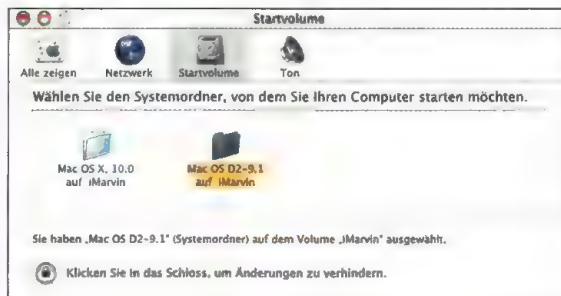 Startvolume
Alle zeigen Netzwerk Startvolume Ton
Wählen Sie den Systemordner, von dem Sie Ihren Computer starten möchten.
Mac OS X, 10.0 Mac OS D2-9.1
auf iMarvin auf iMarvin
Sie haben „Mac OS D2-9.1" (Systemordner) auf dem Volume „iMarvin" ausgewählt.
Klicken Sie in das Schloss, um Änderungen zu verhindern.